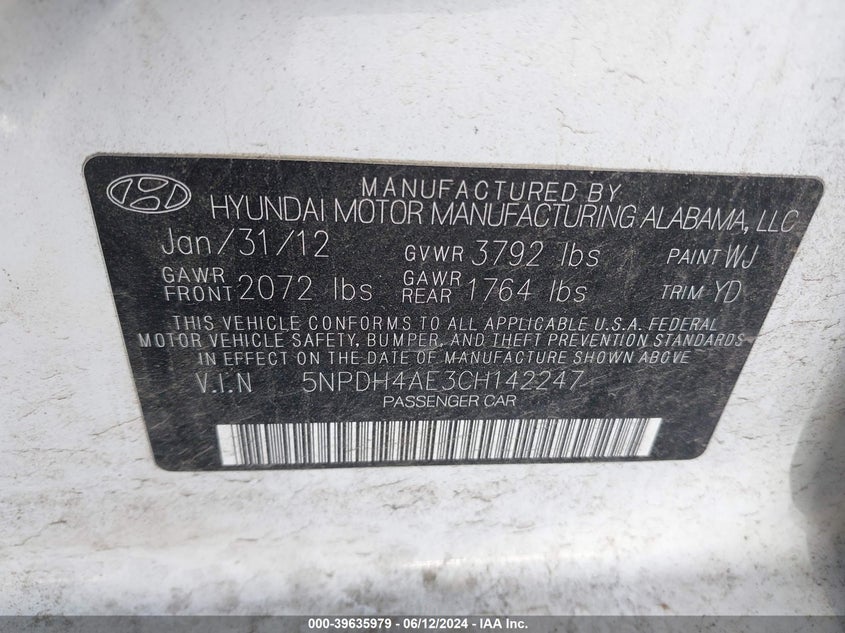 MANUFACTURED BY
HYUNDAI MOTOR MANUFACTURING ALABAMA, LLC
Jan/31/12 GVWR 3792 lbs PAINT WJ
GAWR FRONT 2072 lbs GAWR REAR 1764 lbs TRIM YD
THIS VEHICLE CONFORMS TO ALL APPLICABLE U.S.A. FEDERAL
MOTOR VEHICLE SAFETY, BUMPER, AND THEFT PREVENTION STANDARDS
IN EFFECT ON THE DATE OF MANUFACTURE SHOWN ABOVE.
V.I.N 5NPDH4AE3CH142247
PASSENGER CAR
000-39635979 - 06/12/2024 - IAA Inc.